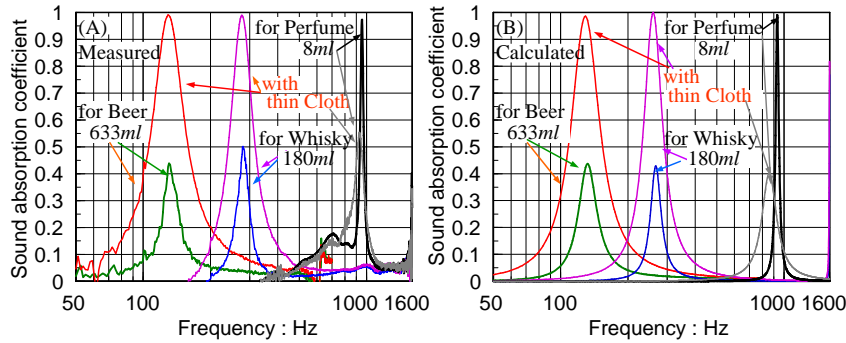 (A)
Measured
for Perfume
8ml
with
thin Cloth
for Beer
633ml
for Whisky
180ml
1
0.9
0.8
0.7
0.6
0.5
0.4
0.3
0.2
0.1
0
50 100 1000 1600
Sound absorption coefficient
Frequency : Hz
(B)
Calculated
for Perfume
8ml
with
thin Cloth
for Beer
633ml
for Whisky
180ml
1
0.9
0.8
0.7
0.6
0.5
0.4
0.3
0.2
0.1
0
50 100 1000 1600
Sound absorption coefficient
Frequency : Hz